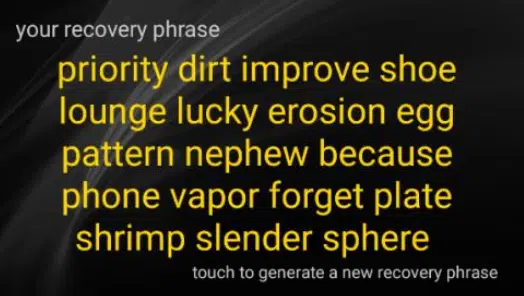 your recovery phrase
priority dirt improve shoe
lounge lucky erosion egg
pattern nephew because
phone vapor forget plate
shrimp slender sphere
touch to generate a new recovery phrase